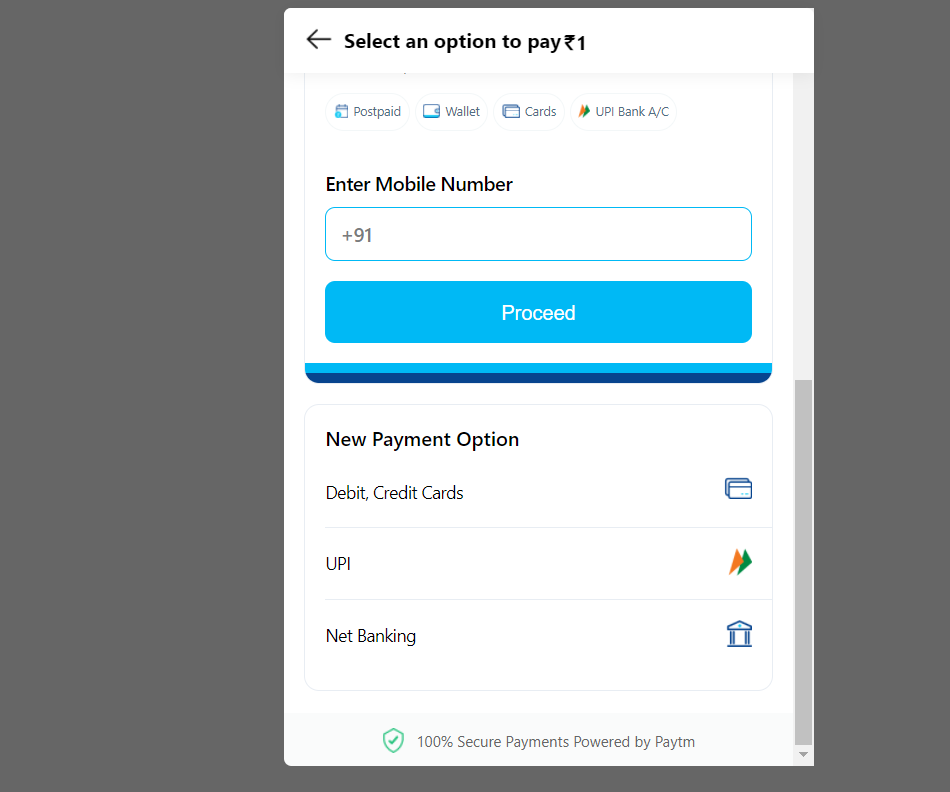 Select an option to pay ₹1
Postpaid Wallet Cards UPI Bank A/C
Enter Mobile Number
+91
Proceed
New Payment Option
Debit, Credit Cards
UPI
Net Banking
100% Secure Payments Powered by Paytm